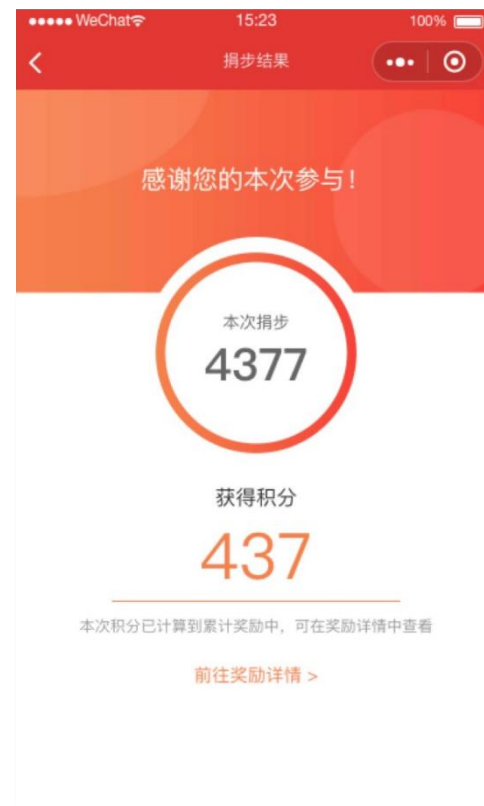 WeChat 15:23 100%
捐步结果
感谢您的本次参与!
本次捐步
4377
获得积分
437
本次积分已计算到累计奖励中，可在奖励详情中查看
前往奖励详情 >